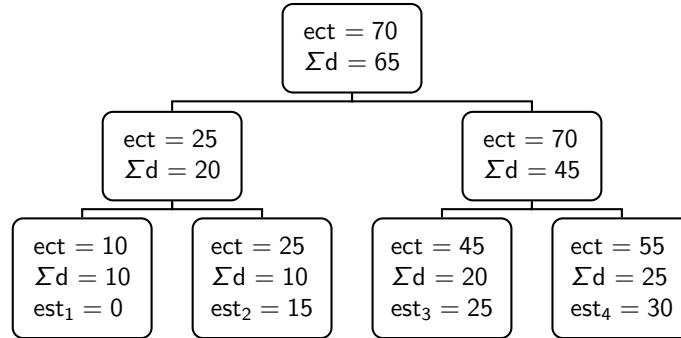 ect = 70
Σd = 65
ect = 25
Σd = 20
ect = 70
Σd = 45
ect = 10
Σd = 10
est₁ = 0
ect = 25
Σd = 10
est₂ = 15
ect = 45
Σd = 20
est₃ = 25
ect = 55
Σd = 25
est₄ = 30